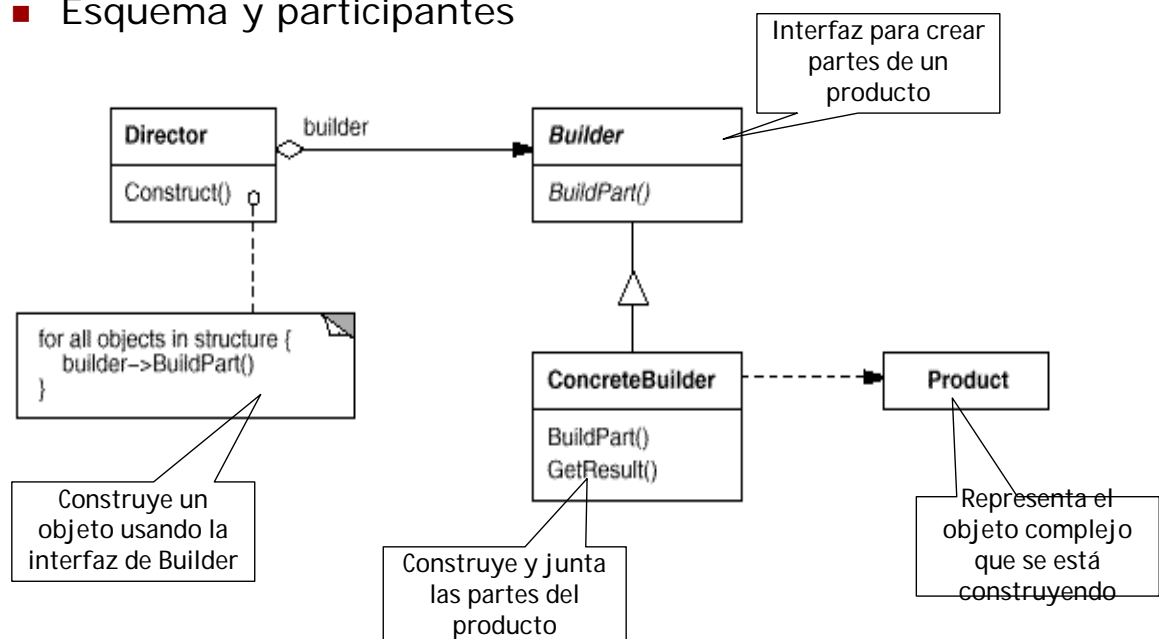 Esquema y participantes
Interfaz para crear
partes de un
producto
Director
builder
Builder
Construct()
BuildPart()
for all objects in structure {
builder->BuildPart()
}
ConcreteBuilder
Product
BuildPart()
GetResult()
Construye un
objeto usando la
interfaz de Builder
Construye y junta
las partes del
producto
Representa el
objeto complejo
que se está
construyendo